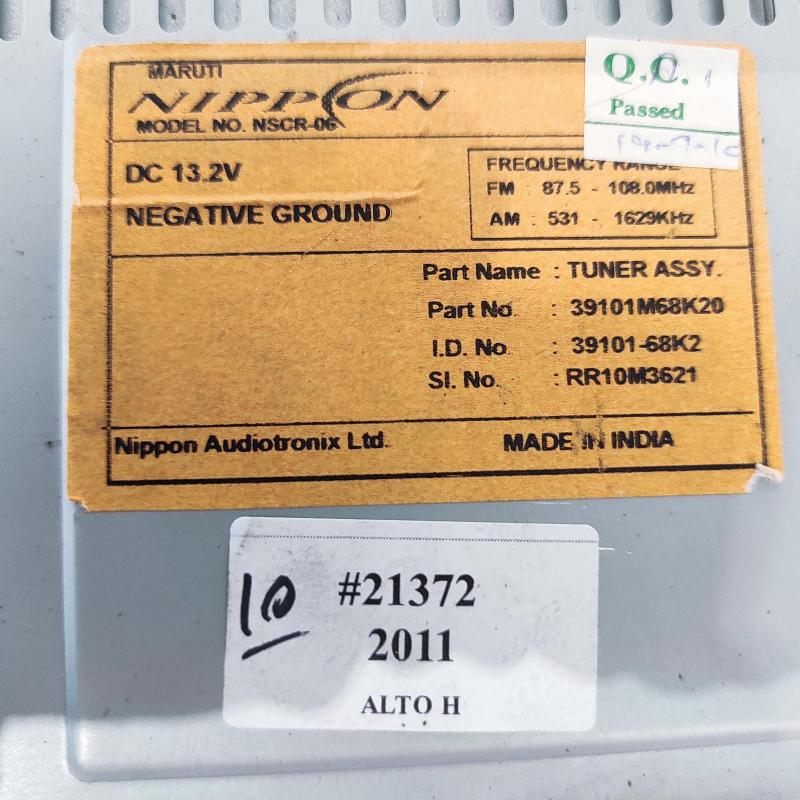 MARUTI
NIPPON
MODEL NO. NSCR-06
Q.C.
Passed
DC 13.2V
NEGATIVE GROUND
FREQUENCY RANGE
FM : 87.5 - 108.0MHz
AM : 531 - 1629KHz
Part Name : TUNER ASSY.
Part No. : 39101M68K20
I.D. No. : 39101-68K2
Sl. No. : RR10M3621
Nippon Audiotronix Ltd.
MADE IN INDIA
10
#21372
2011
ALTO H